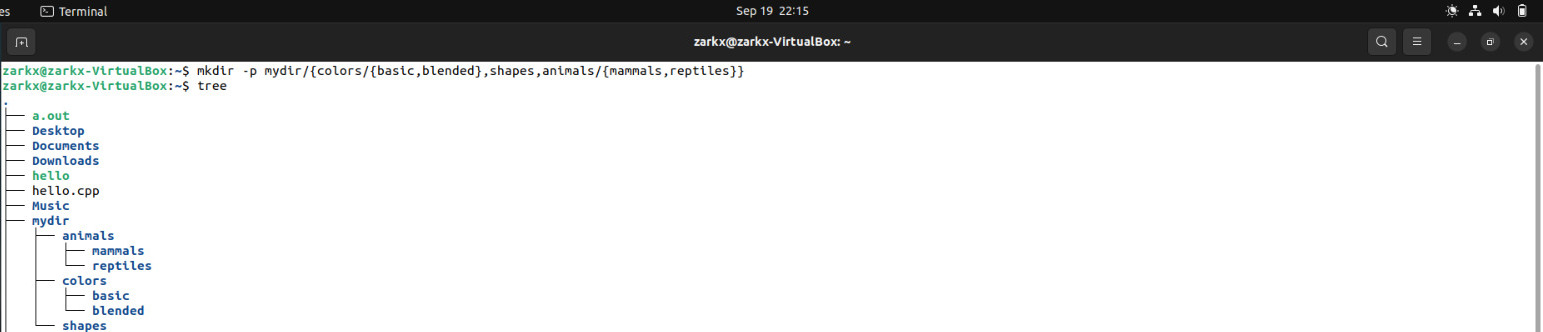 es Terminal Sep 19 22:15
zarkx@zarkx-VirtualBox: ~
zarkx@zarkx-VirtualBox:~$ mkdir -p mydir/{colors/{basic,blended},shapes,animals/{mammals,reptiles}}
zarkx@zarkx-VirtualBox:~$ tree
.
├── a.out
├── Desktop
├── Documents
├── Downloads
├── hello
├── hello.cpp
├── Music
├── mydir
│   ├── animals
│   │   ├── mammals
│   │   └── reptiles
│   ├── colors
│   │   ├── basic
│   │   └── blended
│   └── shapes